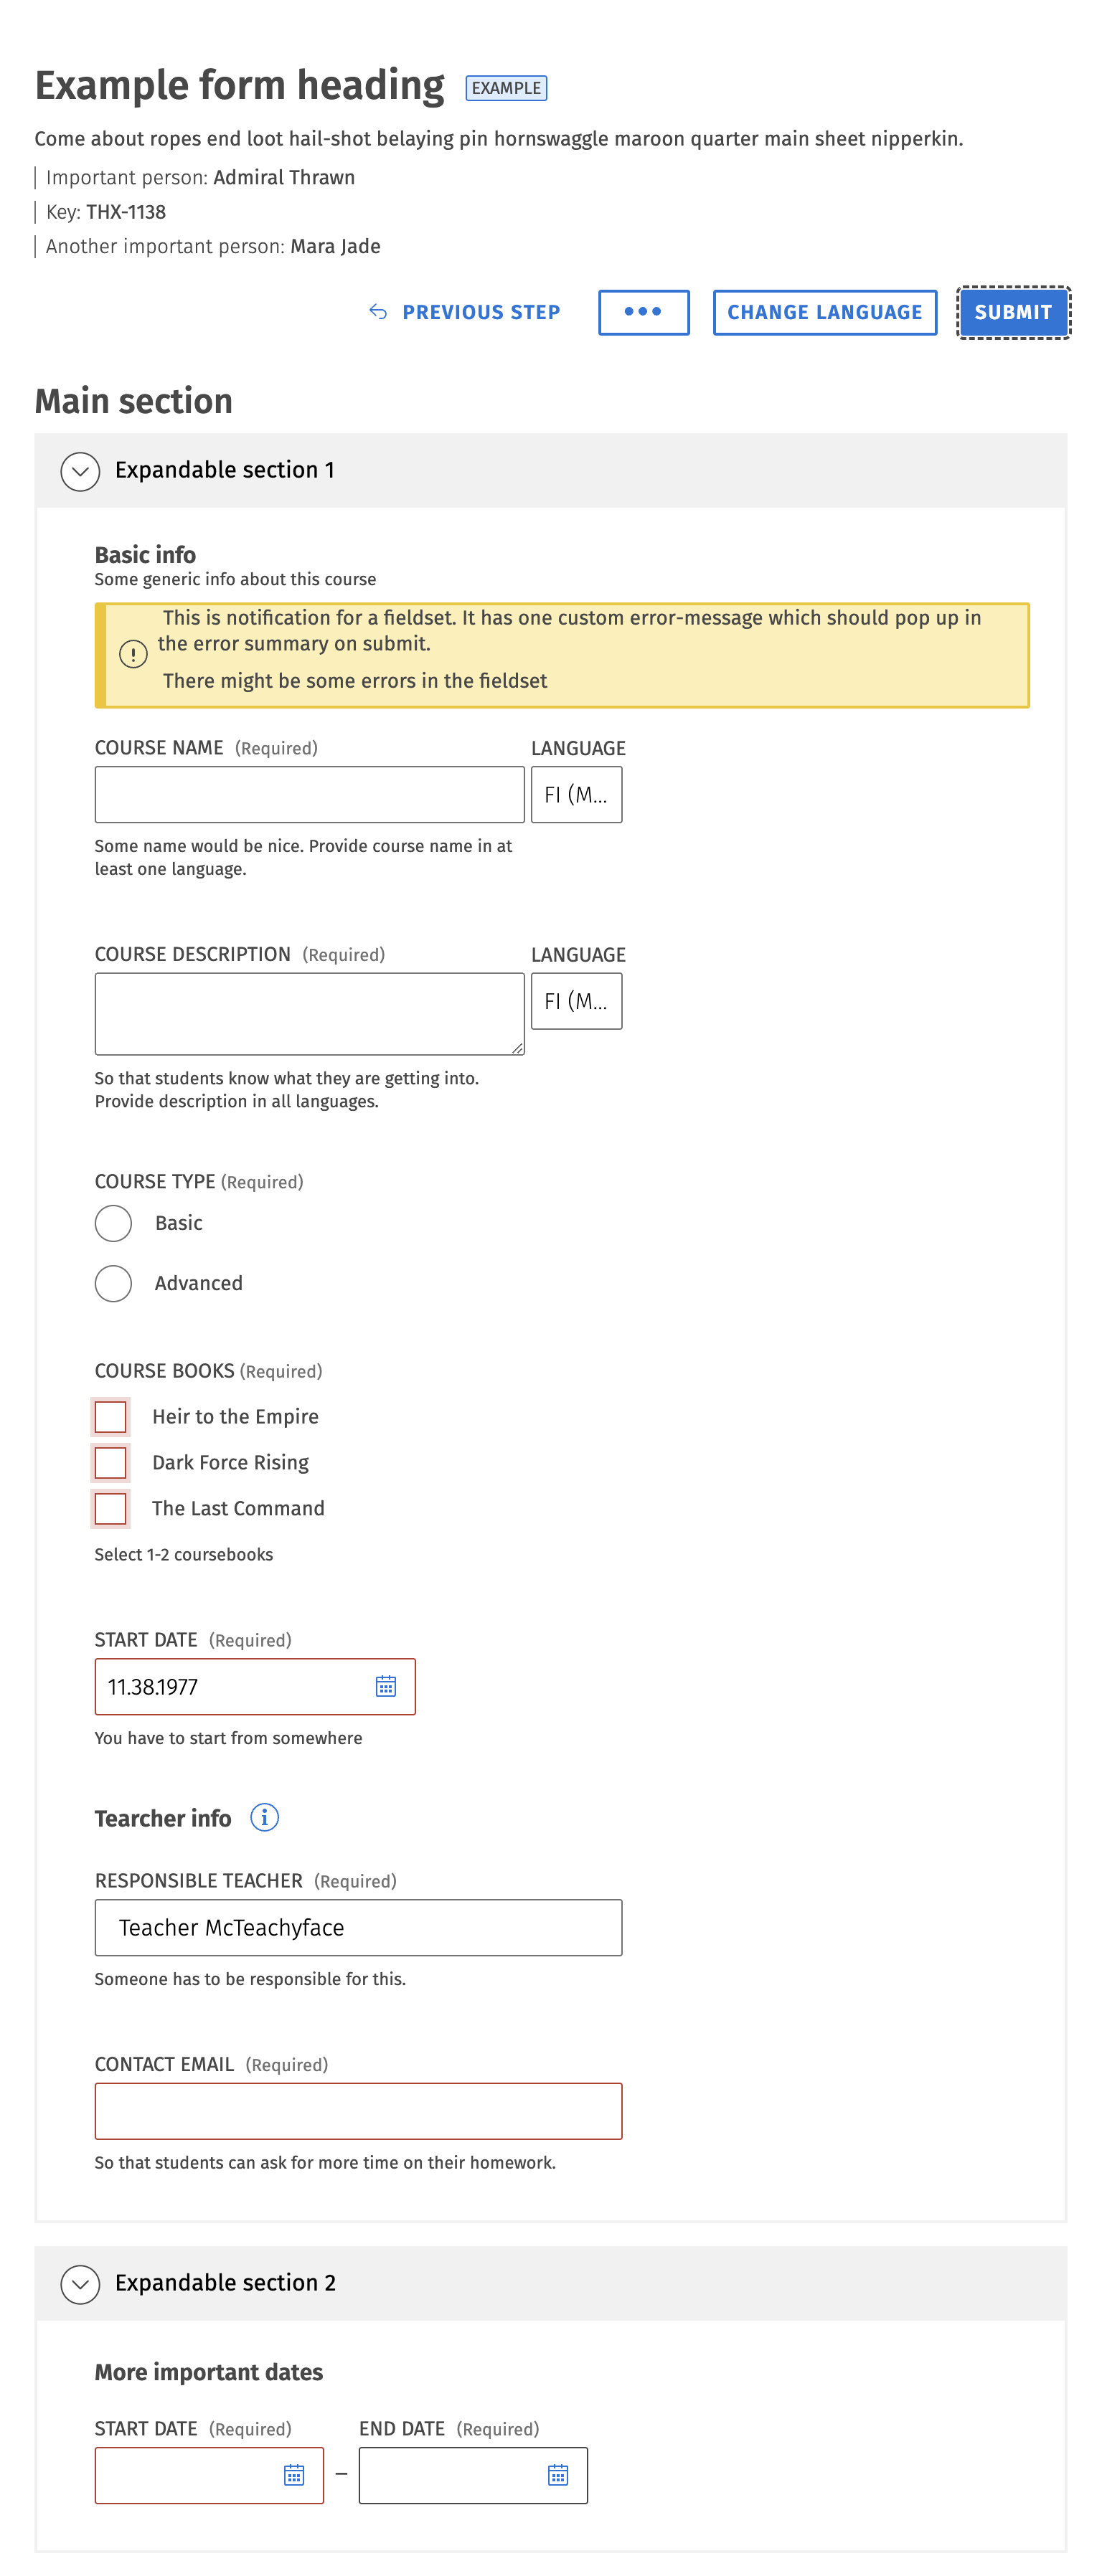 Example form heading EXAMPLE
Come about ropes end loot hail-shot belaying pin hornswaggle maroon quarter main sheet nipperkin.
Important person: Admiral Thrawn
Key: THX-1138
Another important person: Mara Jade
PREVIOUS STEP ••• CHANGE LANGUAGE SUBMIT
Main section
Expandable section 1
Basic info
Some generic info about this course
This is notification for a fieldset. It has one custom error-message which should pop up in
the error summary on submit.
There might be some errors in the fieldset
COURSE NAME (Required) LANGUAGE
FI (M...
Some name would be nice. Provide course name in at
least one language.
COURSE DESCRIPTION (Required) LANGUAGE
FI (M...
So that students know what they are getting into.
Provide description in all languages.
COURSE TYPE (Required)
Basic
Advanced
COURSE BOOKS (Required)
Heir to the Empire
Dark Force Rising
The Last Command
Select 1-2 coursebooks
START DATE (Required)
11.38.1977
You have to start from somewhere
Tearcher info
RESPONSIBLE TEACHER (Required)
Teacher McTeachyface
Someone has to be responsible for this.
CONTACT EMAIL (Required)
So that students can ask for more time on their homework.
Expandable section 2
More important dates
START DATE (Required) END DATE (Required)
–